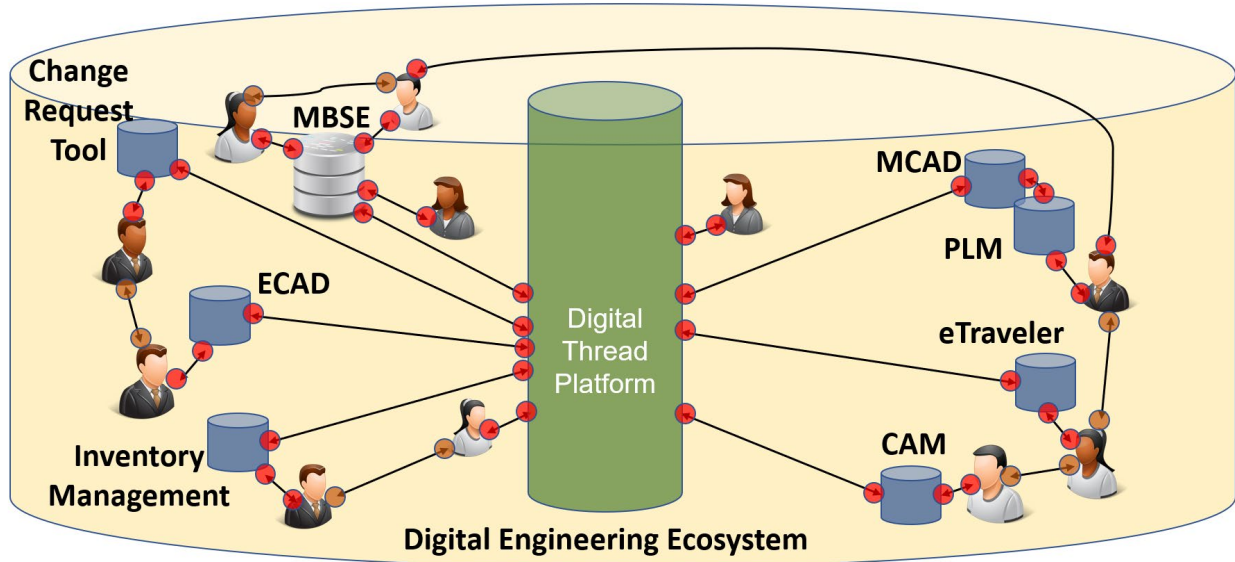 Change
Request
Tool
MBSE
MCAD
PLM
ECAD
Digital
Thread
Platform
eTraveler
Inventory
Management
CAM
Digital Engineering Ecosystem